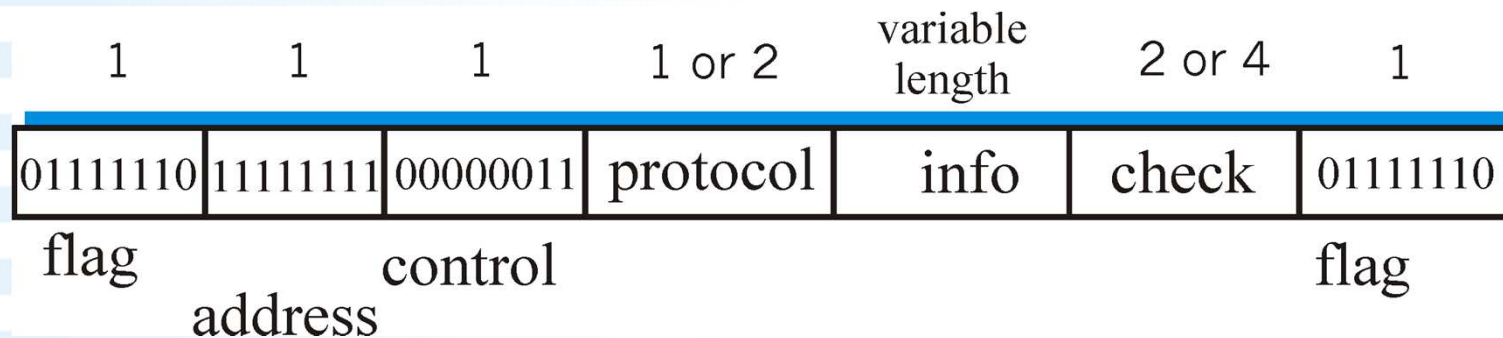 1 1 1 1 or 2 variable length 2 or 4 1
01111110 11111111 00000011 protocol info check 01111110
flag address control flag